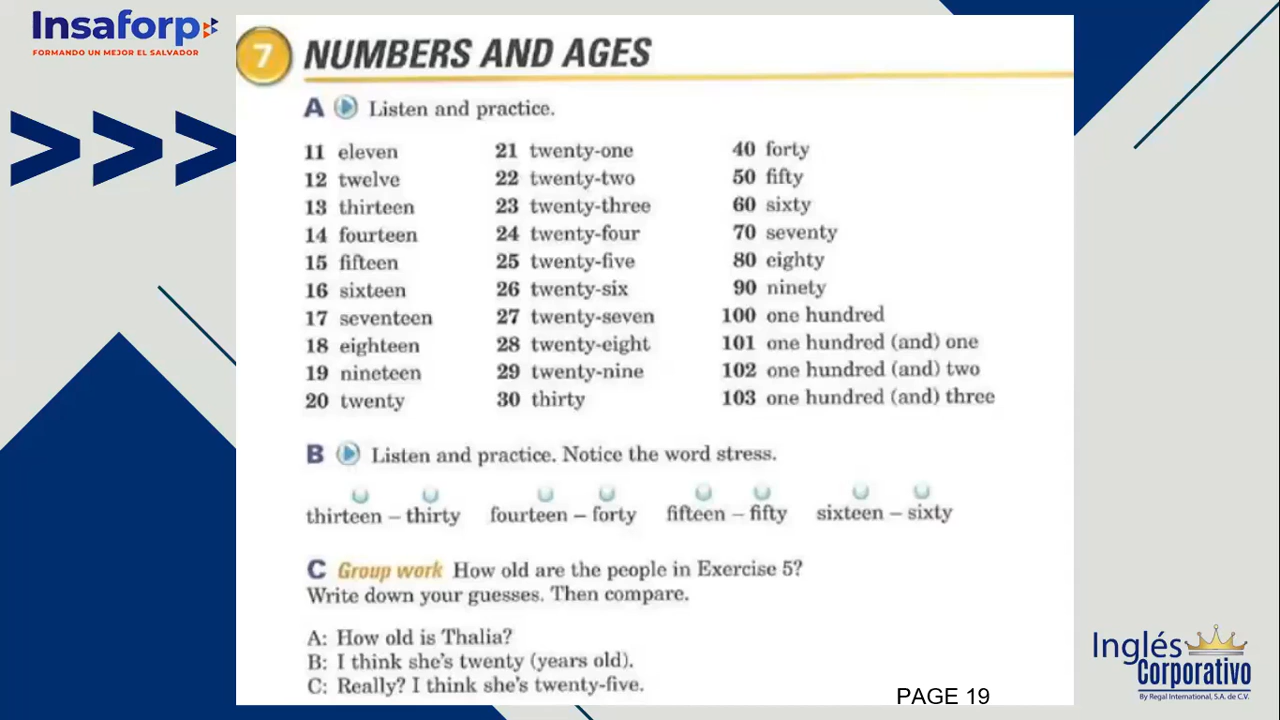 Insaforp
FORMANDO UN MEJOR EL SALVADOR
7 NUMBERS AND AGES
A Listen and practice.
11 eleven
12 twelve
13 thirteen
14 fourteen
15 fifteen
16 sixteen
17 seventeen
18 eighteen
19 nineteen
20 twenty
21 twenty-one
22 twenty-two
23 twenty-three
24 twenty-four
25 twenty-five
26 twenty-six
27 twenty-seven
28 twenty-eight
29 twenty-nine
30 thirty
40 forty
50 fifty
60 sixty
70 seventy
80 eighty
90 ninety
100 one hundred
101 one hundred (and) one
102 one hundred (and) two
103 one hundred (and) three
B Listen and practice. Notice the word stress.
thirteen – thirty fourteen – forty fifteen – fifty sixteen – sixty
C Group work How old are the people in Exercise 5?
Write down your guesses. Then compare.
A: How old is Thalia?
B: I think she's twenty (years old).
C: Really? I think she's twenty-five.
PAGE 19
Inglés
Corporativo
By Regal International, S.A. de C.V.